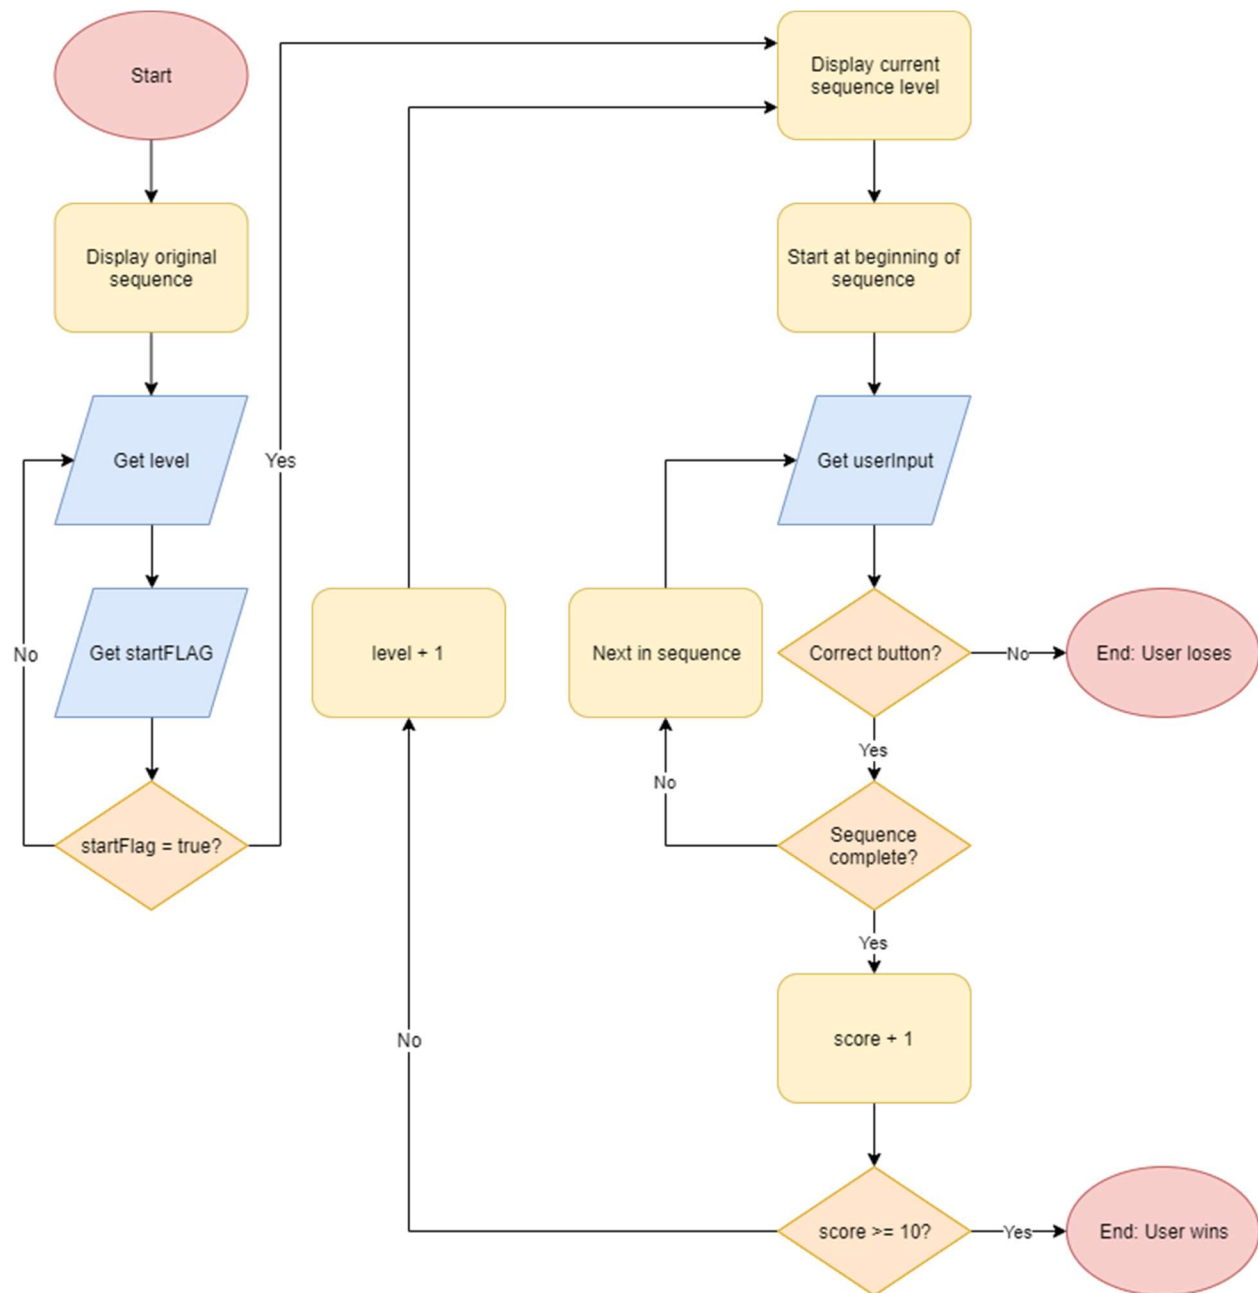 Start
Display original
sequence
Get level
Get startFLAG
No
startFlag = true?
Yes
Display current
sequence level
Start at beginning of
sequence
Get userInput
level + 1
Next in sequence
Correct button?
No
End: User loses
Yes
No
Sequence
complete?
Yes
score + 1
No
score >= 10?
Yes
End: User wins